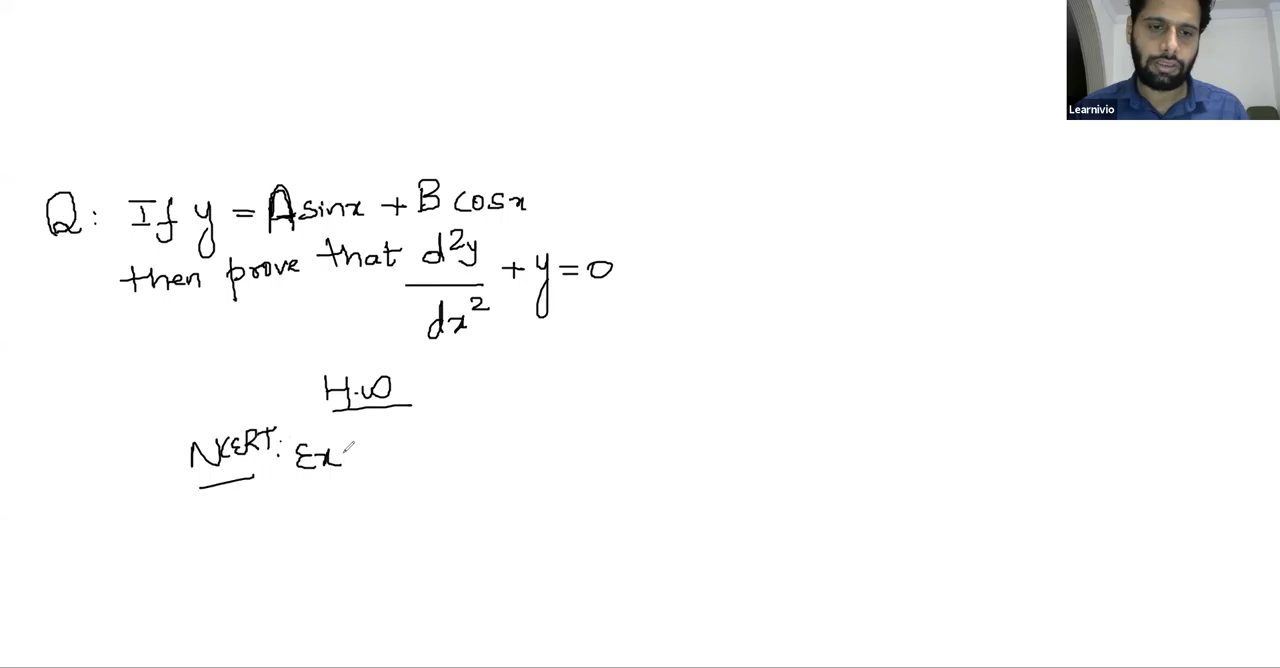 Learnivio
Q: If y = A sinx + B cosx
then prove that d²y/dx² + y = 0
H.W
NCERT: Ex